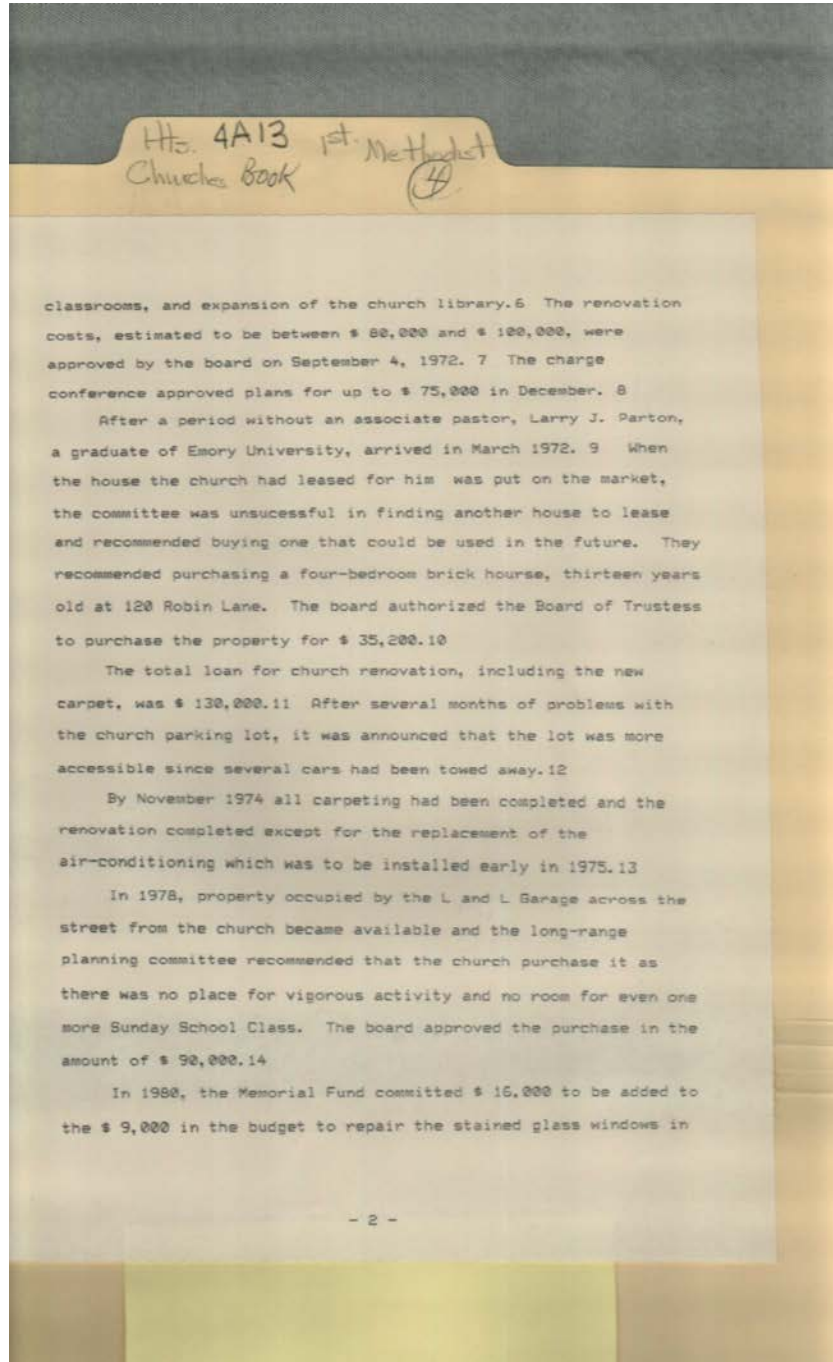 Hts. 4A13 1st. Methodist
Churches Book 4
classrooms, and expansion of the church library.6 The renovation
costs, estimated to be between $ 80,000 and $ 100,000, were
approved by the board on September 4, 1972. 7 The charge
conference approved plans for up to $ 75,000 in December. 8
After a period without an associate pastor, Larry J. Parton,
a graduate of Emory University, arrived in March 1972. 9 When
the house the church had leased for him was put on the market,
the committee was unsucessful in finding another house to lease
and recommended buying one that could be used in the future. They
recommended purchasing a four-bedroom brick hourse, thirteen years
old at 120 Robin Lane. The board authorized the Board of Trustess
to purchase the property for $ 35,200.10
The total loan for church renovation, including the new
carpet, was $ 130,000.11 After several months of problems with
the church parking lot, it was announced that the lot was more
accessible since several cars had been towed away.12
By November 1974 all carpeting had been completed and the
renovation completed except for the replacement of the
air-conditioning which was to be installed early in 1975.13
In 1978, property occupied by the L and L Garage across the
street from the church became available and the long-range
planning committee recommended that the church purchase it as
there was no place for vigorous activity and no room for even one
more Sunday School Class. The board approved the purchase in the
amount of $ 90,000.14
In 1980, the Memorial Fund committed $ 16,000 to be added to
the $ 9,000 in the budget to repair the stained glass windows in
- 2 -